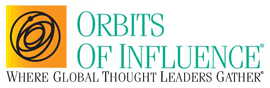 ORBITS
OF INFLUENCE®
WHERE GLOBAL THOUGHT LEADERS GATHER®